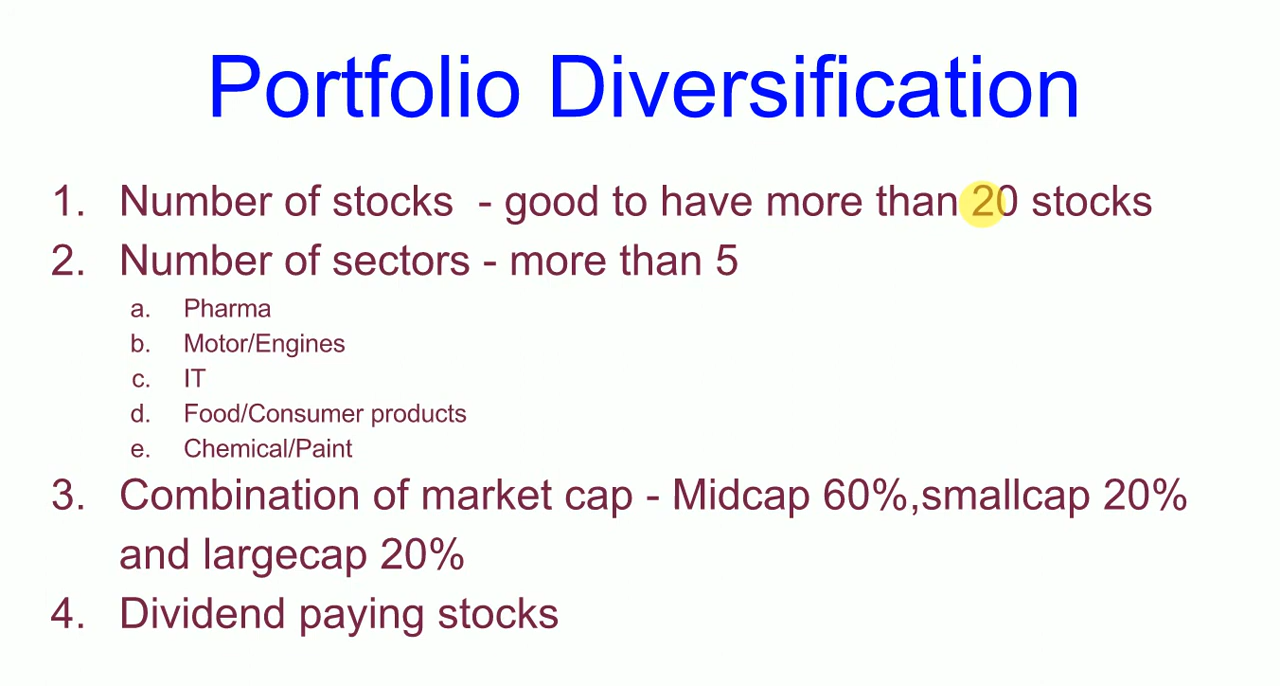 Portfolio Diversification
1. Number of stocks - good to have more than 20 stocks
2. Number of sectors - more than 5
a. Pharma
b. Motor/Engines
c. IT
d. Food/Consumer products
e. Chemical/Paint
3. Combination of market cap - Midcap 60%,smallcap 20%
and largecap 20%
4. Dividend paying stocks